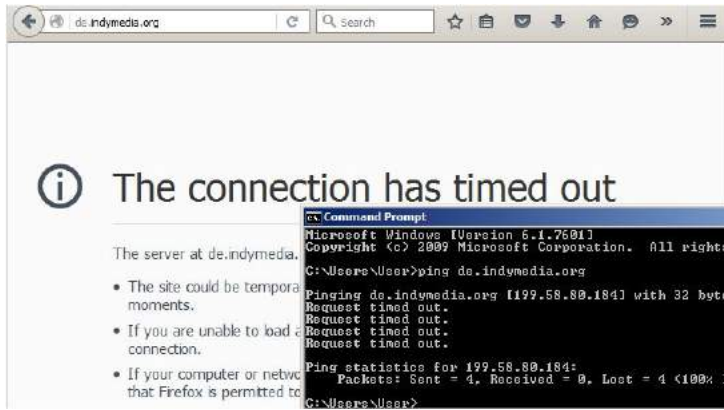 de.indymedia.org
Search
The connection has timed out
The server at de.indymedia.
• The site could be tempora
moments.
• If you are unable to load a
connection.
• If your computer or netwo
that Firefox is permitted to
Command Prompt
Microsoft Windows [Version 6.1.7601]
Copyright (c) 2009 Microsoft Corporation. All rights
C:\Users\User>ping de.indymedia.org
Pinging de.indymedia.org [199.58.80.184] with 32 byte
Request timed out.
Request timed out.
Request timed out.
Request timed out.
Ping statistics for 199.58.80.184:
Packets: Sent = 4, Received = 0, Lost = 4 (100%
C:\Users\User>